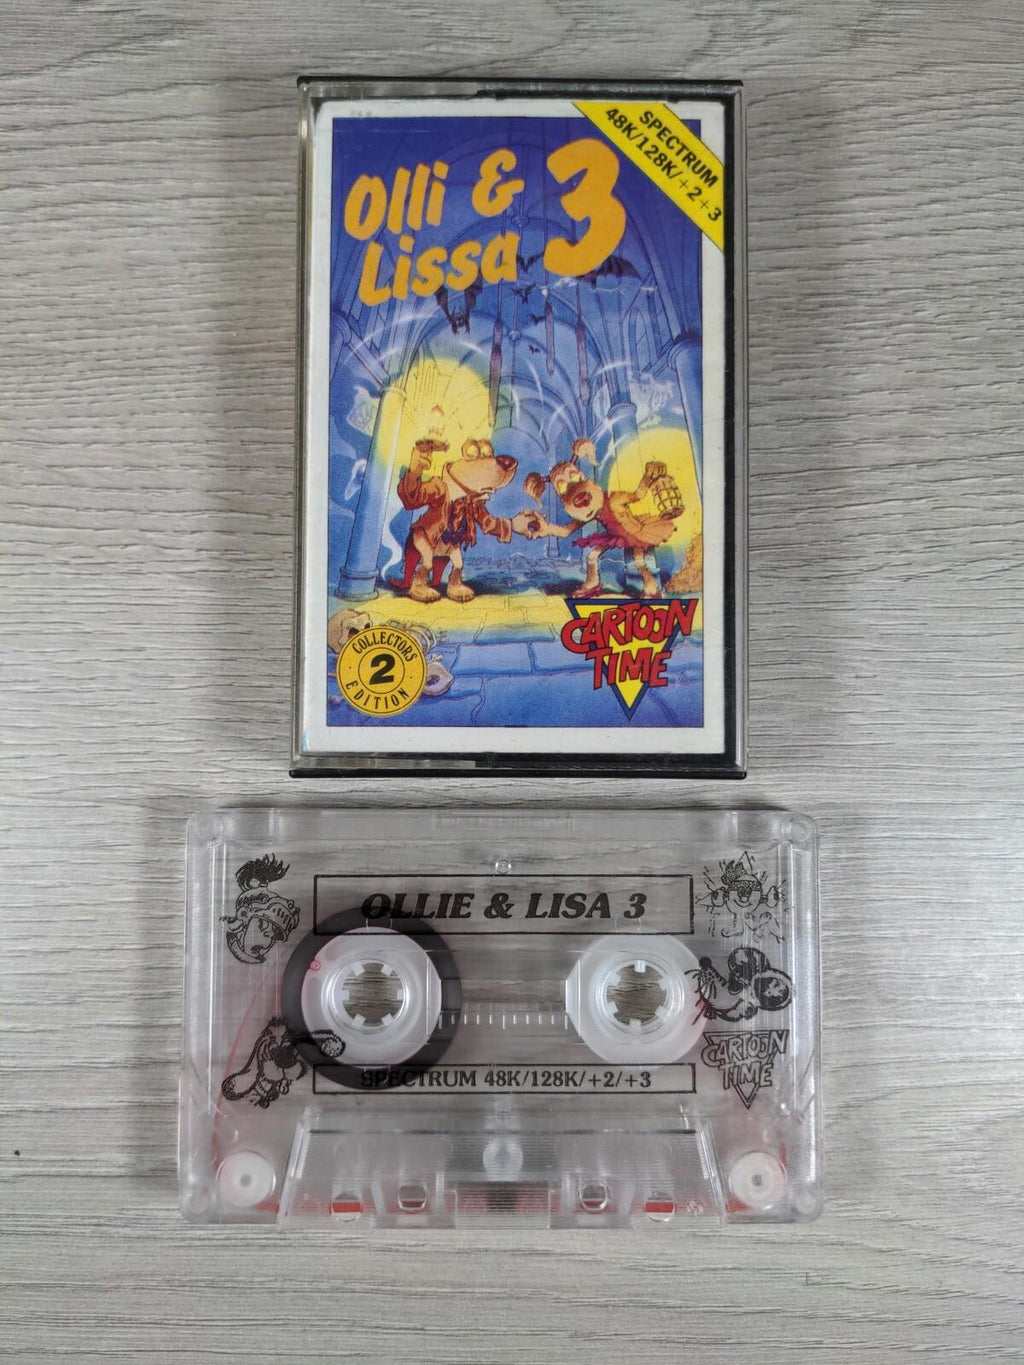 SPECTRUM
48K/128K/+2+3
Olli &
Lissa 3
COLLECTORS
2
EDITION
CARTOON
TIME
OLLIE & LISA 3
CARTOON
TIME
SPECTRUM 48K/128K/+2/+3